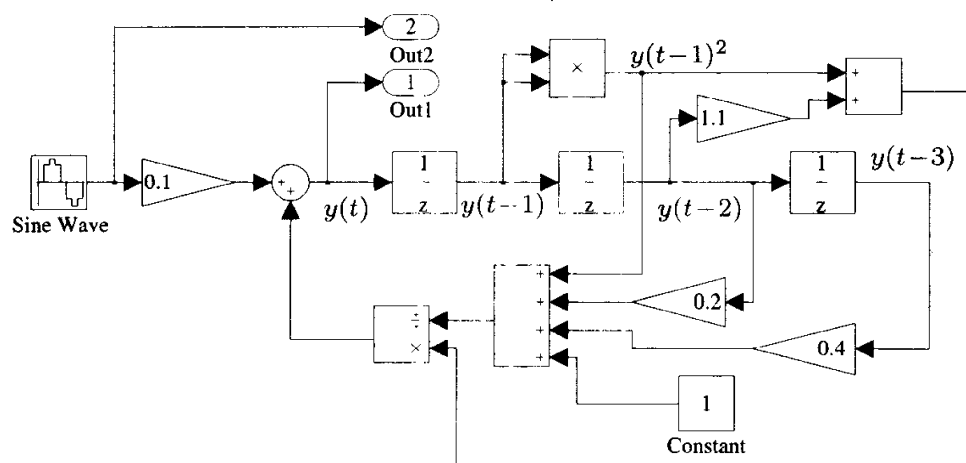 2
Out2
y(t−1)²
×
+
+
1
Out1
1.1
0.1
+
+
1
z
1
z
1
z
y(t−3)
Sine Wave
y(t)
y(t−1)
y(t−2)
+
+
+
+
0.2
÷
×
0.4
1
Constant